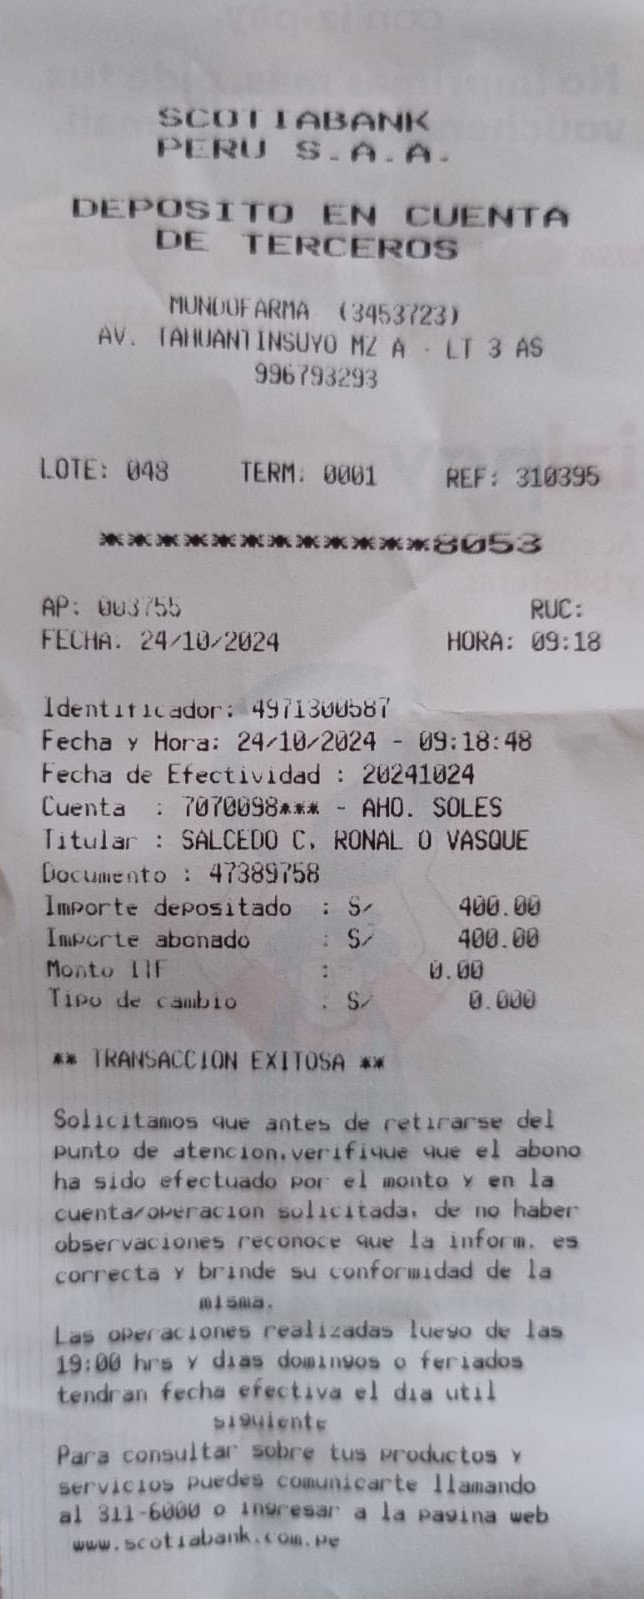 SCOTIABANK
PERU S.A.A.
DEPOSITO EN CUENTA
DE TERCEROS
MUNDOFARMA (3453723)
AV. TAHUANTINSUYO MZ A - LT 3 AS
996793293
LOTE: 048 TERM: 0001 REF: 310395
************8053
AP: 003755 RUC:
FECHA: 24/10/2024 HORA: 09:18
Identificador: 4971300587
Fecha y Hora: 24/10/2024 - 09:18:48
Fecha de Efectividad : 20241024
Cuenta : 7070098*** - AHO. SOLES
Titular : SALCEDO C, RONAL O VASQUE
Documento : 47389758
Importe depositado : S/ 400.00
Importe abonado : S/ 400.00
Monto ITF : 0.00
Tipo de cambio : S/ 0.000
** TRANSACCION EXITOSA **
Solicitamos que antes de retirarse del
punto de atencion,verifique que el abono
ha sido efectuado por el monto y en la
cuenta/operacion solicitada, de no haber
observaciones reconoce que la inform. es
correcta y brinde su conformidad de la
misma.
Las operaciones realizadas luego de las
19:00 hrs y dias domingos o feriados
tendran fecha efectiva el dia util
siguiente
Para consultar sobre tus productos y
servicios puedes comunicarte llamando
al 311-6000 o ingresar a la pagina web
www.scotiabank.com.pe